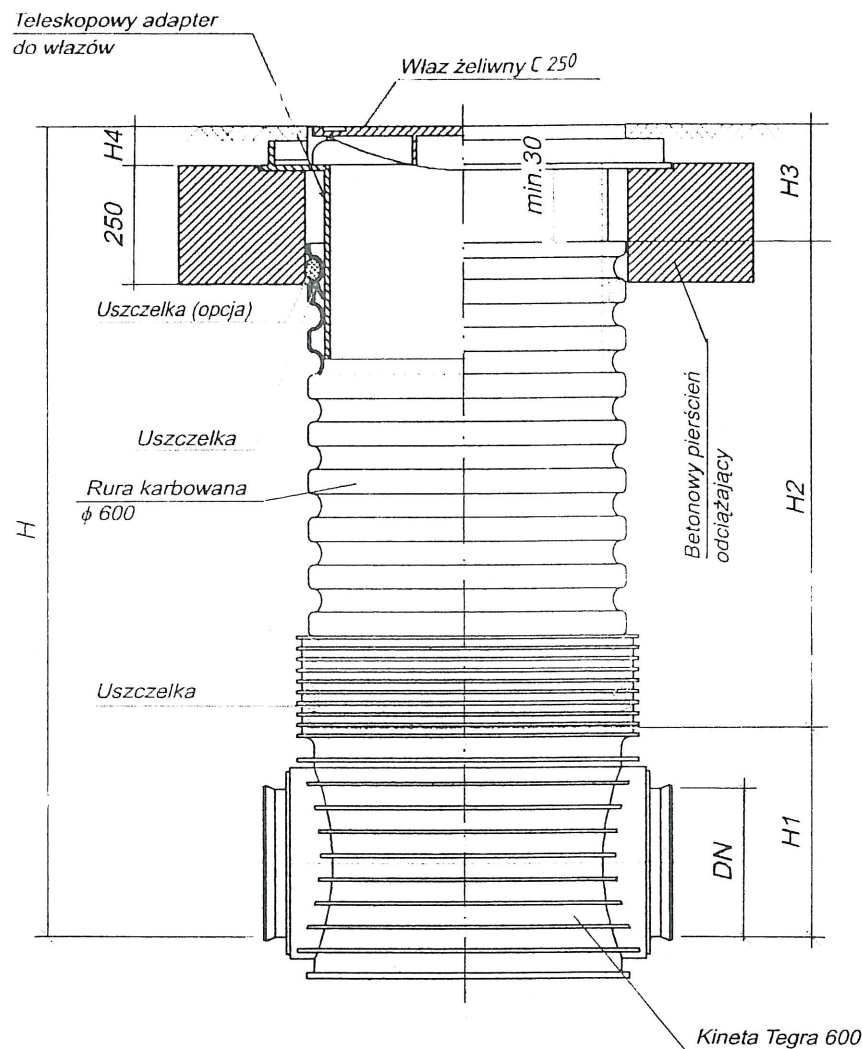 Teleskopowy adapter
do włazów
Właz żeliwny C 250
H4
250
min.30
H3
Uszczelka (opcja)
Uszczelka
Rura karbowana
ϕ 600
Betonowy pierścień
odciążający
H
H2
Uszczelka
DN
H1
Kineta Tegra 600